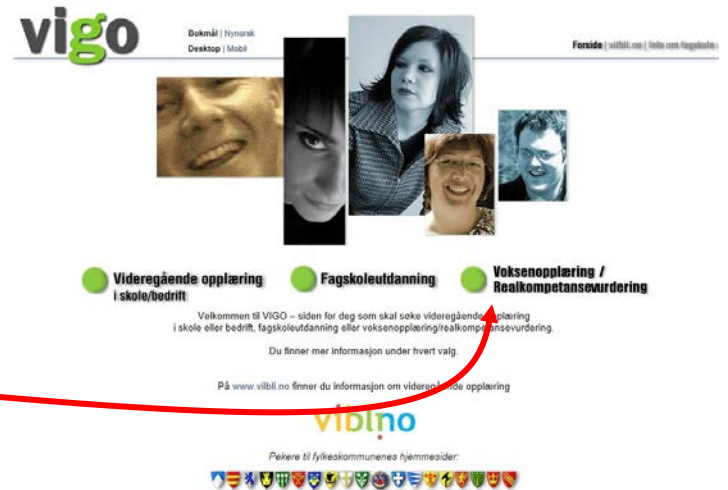 vigo
Bokmål | Nynorsk
Desktop | Mobil
Forside | vilbli.no | Info om fagskole
Videregående opplæring
i skole/bedrift
Fagskoleutdanning
Voksenopplæring /
Realkompetansevurdering
Velkommen til VIGO – siden for deg som skal søke videregående opplæring
i skole eller bedrift, fagskoleutdanning eller voksenopplæring/realkompetansevurdering.
Du finner mer informasjon under hvert valg.
På www.vilbli.no finner du informasjon om videregående opplæring
vibl!no
Pekere til fylkeskommunenes hjemmesider: